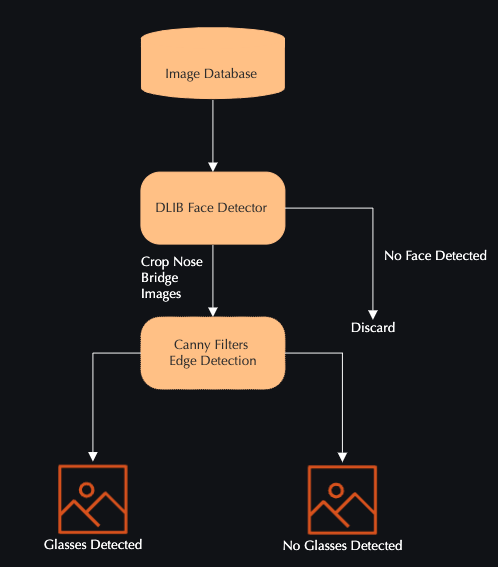 Image Database
DLIB Face Detector
No Face Detected
Crop Nose
Bridge
Images
Discard
Canny Filters
Edge Detection
Glasses Detected
No Glasses Detected